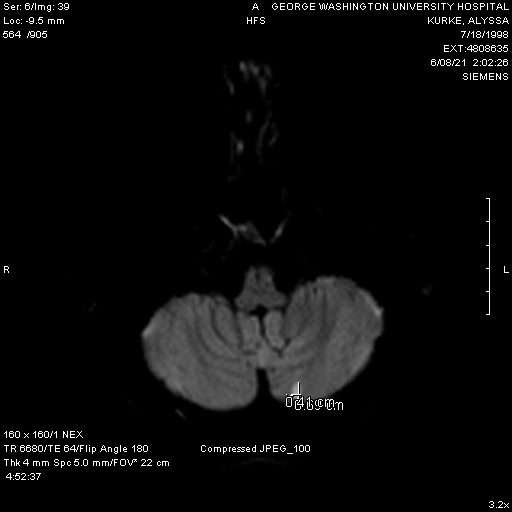 Ser: 6/Img: 39
Loc: -9.5 mm
564 /905
A
HFS
GEORGE WASHINGTON UNIVERSITY HOSPITAL
KURKE, ALYSSA
7/18/1998
EXT:4808635
6/08/21 2:02:26
SIEMENS
R
L
0.41 cm
160 x 160/1 NEX
TR 6680/TE 64/Flip Angle 180
Thk 4 mm Spc 5.0 mm/FOV* 22 cm
4:52:37
Compressed JPEG_100
3.2x